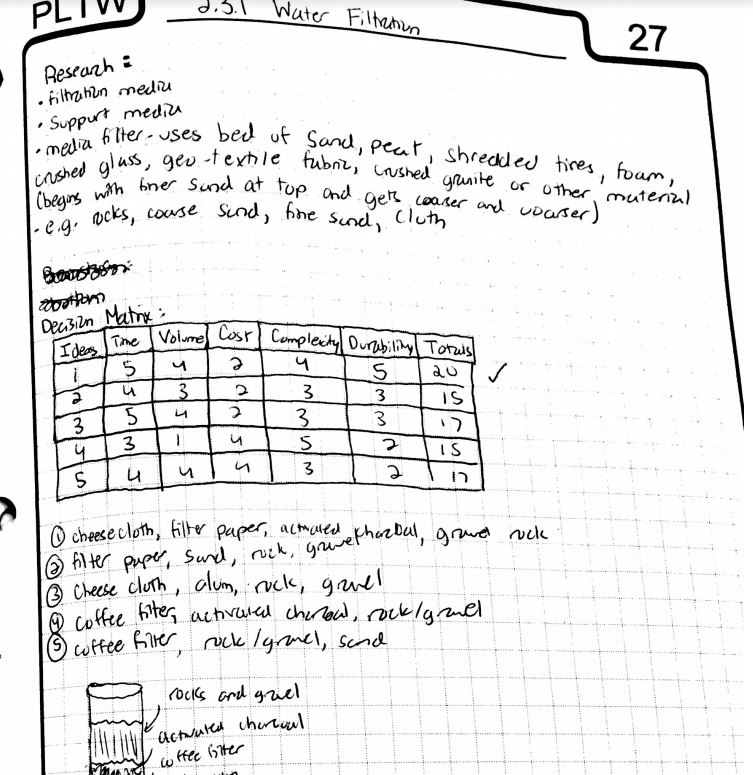 PLTW
2.3.1 Water Filtration
27
Research:
• filtration media
• Support media
• media filter - uses bed of sand, peat, shredded tires, foam,
crushed glass, geo-textile fabric, crushed granite or other material
(begins with finer sand at top and gets coarser and coarser)
- e.g. rocks, coarse sand, fine sand, cloth
Decision Matrix:
Ideas Time Volume Cost Complexity Durability Totals
1 5 4 2 4 5 20 ✓
2 4 3 2 3 3 15
3 5 4 2 3 3 17
4 3 1 4 5 2 15
5 4 4 4 3 2 17
① cheesecloth, filter paper, activated charcoal, gravel rock
② filter paper, sand, rock, gravel
③ Cheese cloth, alum, rock, gravel
④ coffee filter, activated charcoal, rock/gravel
⑤ coffee filter, rock/gravel, sand
rocks and gravel
activated charcoal
coffee filter